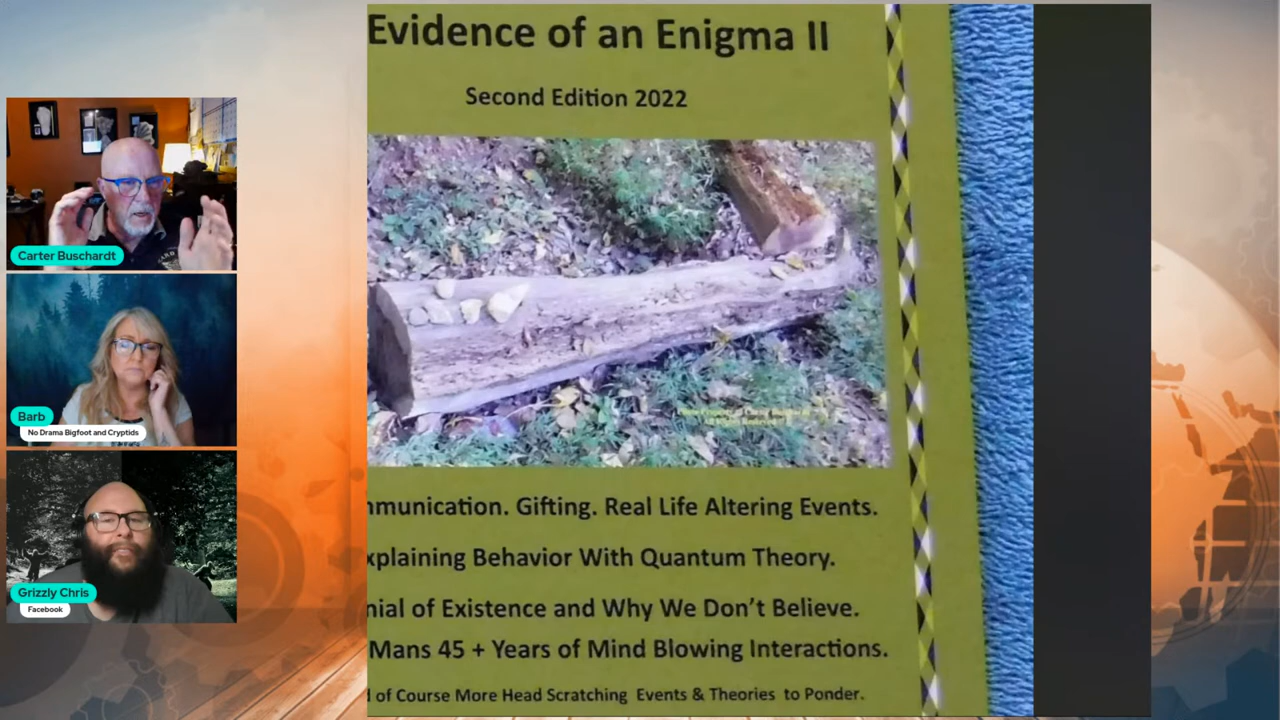 Evidence of an Enigma II
Second Edition 2022
mmunication. Gifting. Real Life Altering Events.
xplaining Behavior With Quantum Theory.
nial of Existence and Why We Don't Believe.
Mans 45 + Years of Mind Blowing Interactions.
d of Course More Head Scratching Events & Theories to Ponder.
Carter Buschardt
Barb
No Drama Bigfoot and Cryptids
Grizzly Chris
Facebook